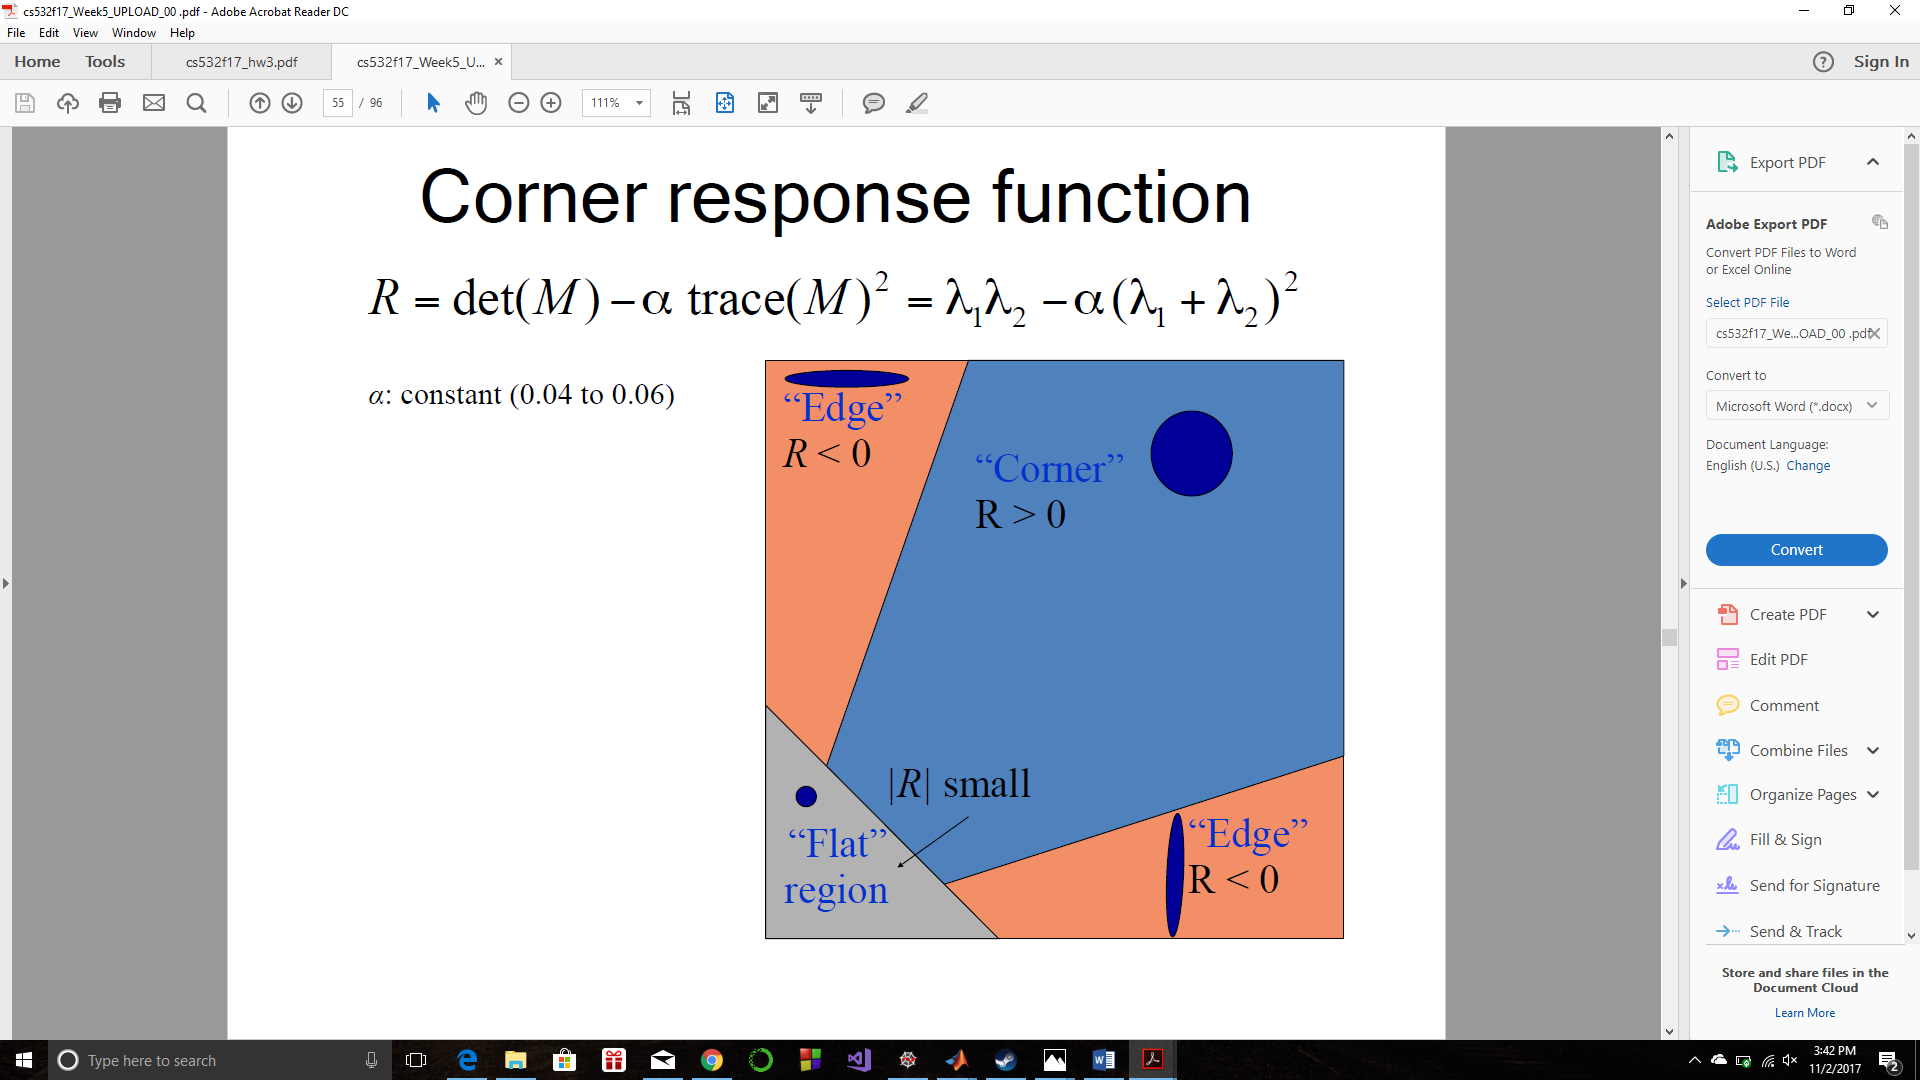 cs532f17_Week5_UPLOAD_00 .pdf - Adobe Acrobat Reader DC
File Edit View Window Help
Home Tools cs532f17_hw3.pdf cs532f17_Week5_U... × Sign In
55 / 96 111%
Corner response function
R = det(M) − α trace(M)² = λ₁λ₂ − α(λ₁ + λ₂)²
α: constant (0.04 to 0.06)
“Edge”
R < 0
“Corner”
R > 0
|R| small
“Flat”
region
“Edge”
R < 0
Export PDF
Adobe Export PDF
Convert PDF Files to Word
or Excel Online
Select PDF File
cs532f17_We...OAD_00 .pdf
Convert to
Microsoft Word (*.docx)
Document Language:
English (U.S.) Change
Convert
Create PDF
Edit PDF
Comment
Combine Files
Organize Pages
Fill & Sign
Send for Signature
Send & Track
Store and share files in the
Document Cloud
Learn More
Type here to search
3:42 PM
11/2/2017
2